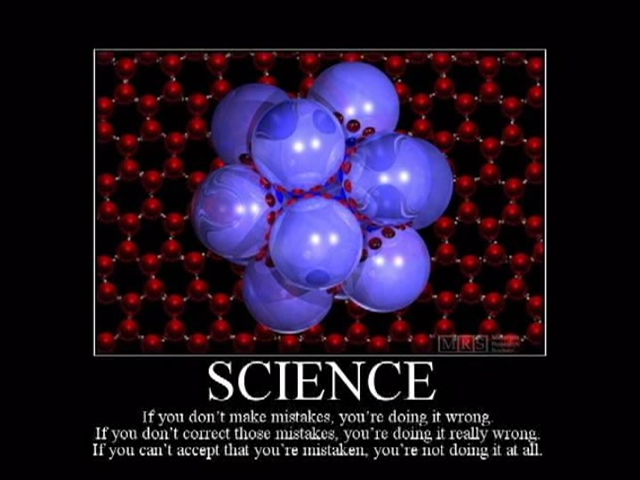 MRS
SCIENCE
If you don't make mistakes, you're doing it wrong.
If you don't correct those mistakes, you're doing it really wrong.
If you can't accept that you're mistaken, you're not doing it at all.